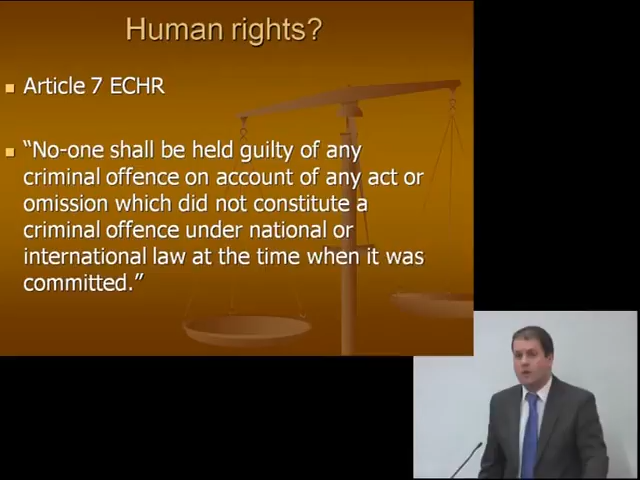 Human rights?
Article 7 ECHR
“No-one shall be held guilty of any
criminal offence on account of any act or
omission which did not constitute a
criminal offence under national or
international law at the time when it was
committed.”